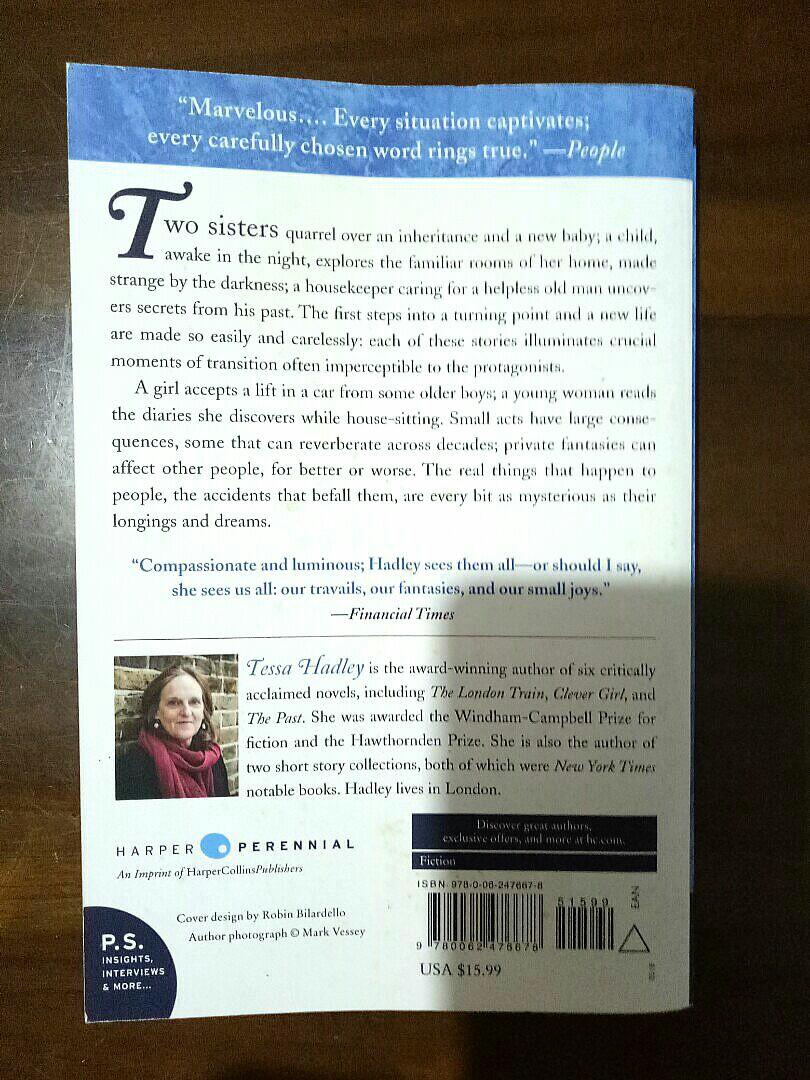 “Marvelous.... Every situation captivates;
every carefully chosen word rings true.” —People
Two sisters quarrel over an inheritance and a new baby; a child,
awake in the night, explores the familiar rooms of her home, made
strange by the darkness; a housekeeper caring for a helpless old man uncov-
ers secrets from his past. The first steps into a turning point and a new life
are made so easily and carelessly: each of these stories illuminates crucial
moments of transition often imperceptible to the protagonists.
A girl accepts a lift in a car from some older boys; a young woman reads
the diaries she discovers while house-sitting. Small acts have large conse-
quences, some that can reverberate across decades; private fantasies can
affect other people, for better or worse. The real things that happen to
people, the accidents that befall them, are every bit as mysterious as their
longings and dreams.
“Compassionate and luminous; Hadley sees them all—or should I say,
she sees us all: our travails, our fantasies, and our small joys.”
—Financial Times
Tessa Hadley is the award-winning author of six critically
acclaimed novels, including The London Train, Clever Girl, and
The Past. She was awarded the Windham-Campbell Prize for
fiction and the Hawthornden Prize. She is also the author of
two short story collections, both of which were New York Times
notable books. Hadley lives in London.
HARPER PERENNIAL
An Imprint of HarperCollinsPublishers
Discover great authors,
exclusive offers, and more at hc.com.
Fiction
Cover design by Robin Bilardello
Author photograph © Mark Vessey
P.S.
INSIGHTS,
INTERVIEWS
& MORE...
ISBN 978-0-06-247667-8
51599
EAN
9 780062 476678
USA $15.99